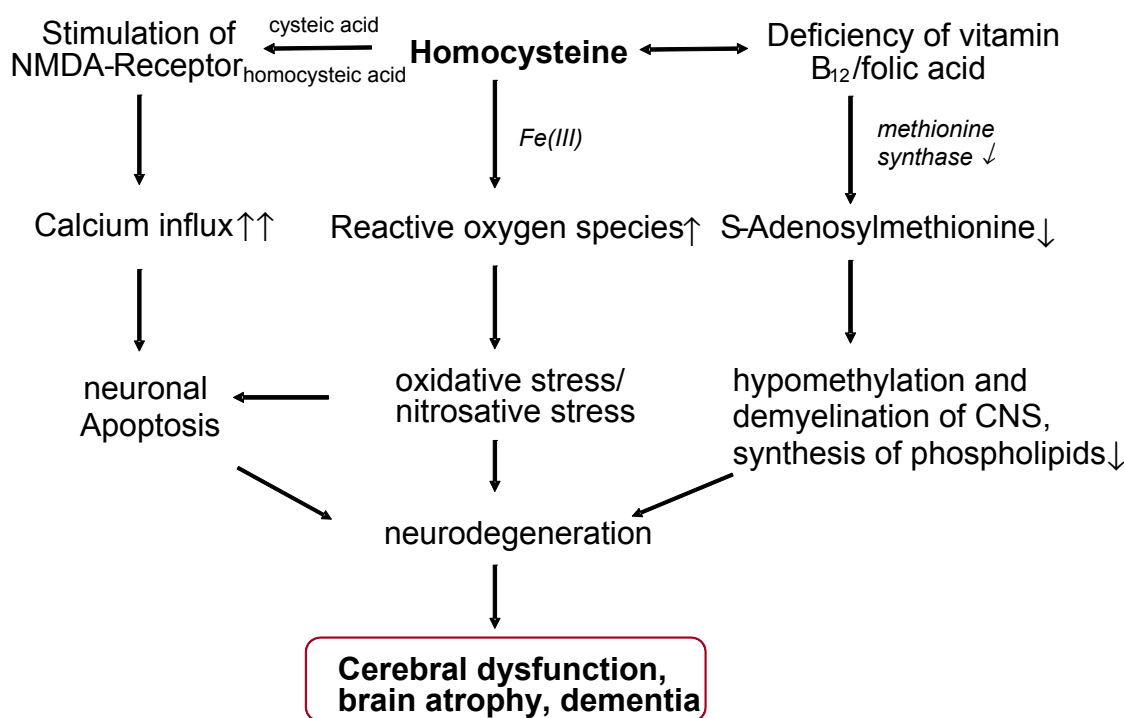 Stimulation of
NMDA-Receptor
cysteic acid
homocysteic acid
Homocysteine
Deficiency of vitamin
B₁₂/folic acid
Fe(III)
methionine
synthase ↓
Calcium influx↑↑
Reactive oxygen species↑
S-Adenosylmethionine↓
neuronal
Apoptosis
oxidative stress/
nitrosative stress
hypomethylation and
demyelination of CNS,
synthesis of phospholipids↓
neurodegeneration
Cerebral dysfunction,
brain atrophy, dementia